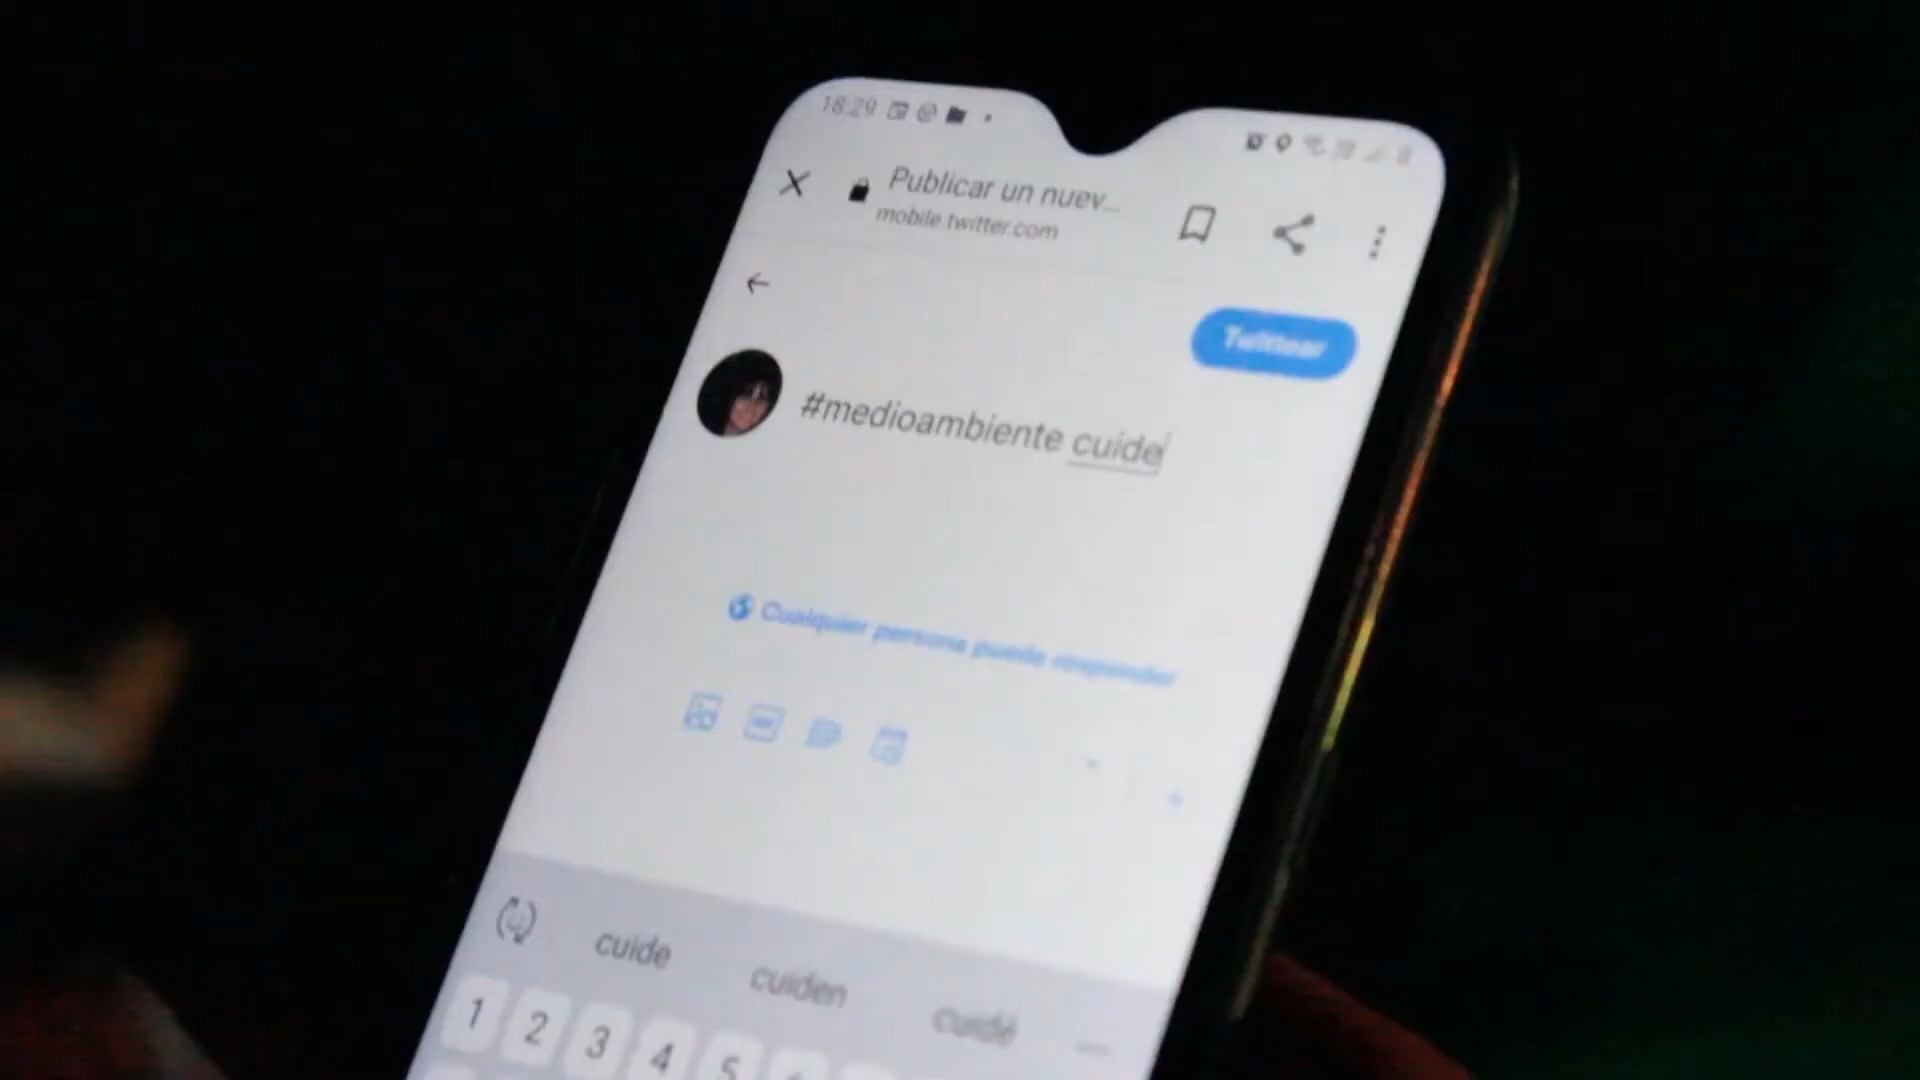 18:29
Publicar un nuev...
mobile.twitter.com
Twittear
#medioambiente cuide
Cualquier persona puede responder
cuide cuiden cuidé
1 2 3 4 5